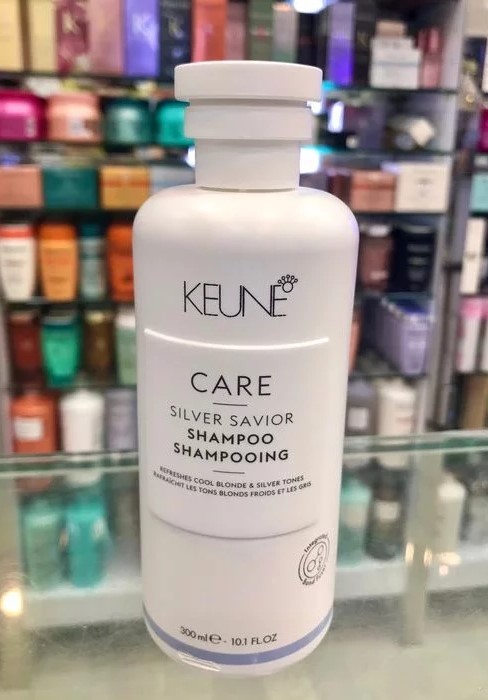 KEUNE
CARE
SILVER SAVIOR
SHAMPOO
SHAMPOOING
REFRESHES COOL BLONDE & SILVER TONES
RAFRAÎCHIT LES TONS BLONDS FROIDS ET LES GRIS
300 ml ℮ - 10.1 FL.OZ